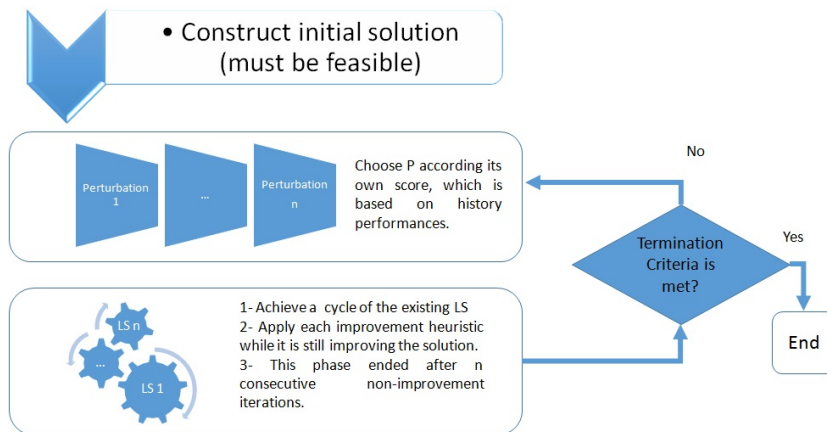 • Construct initial solution
(must be feasible)
Perturbation
1
...
Perturbation
n
Choose P according its
own score, which is
based on history
performances.
No
Termination
Criteria is
met?
Yes
End
LS n
...
LS 1
1- Achieve a cycle of the existing LS
2- Apply each improvement heuristic
while it is still improving the solution.
3- This phase ended after n
consecutive non-improvement
iterations.